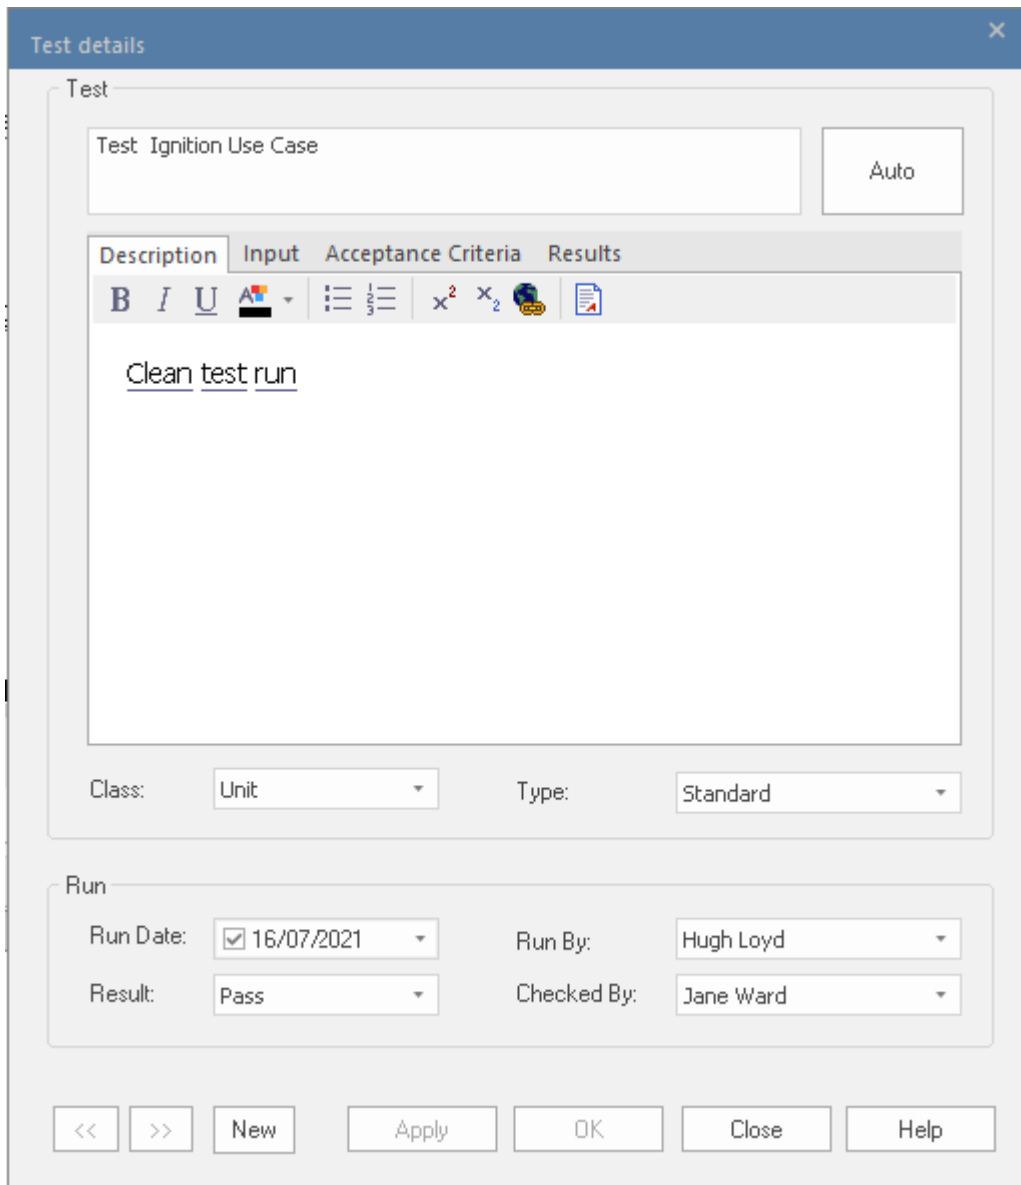 Test details
Test
Test  Ignition Use Case
Auto
Description Input Acceptance Criteria Results
B I U A x² x₂
Clean test run
Class: Unit Type: Standard
Run
Run Date: 16/07/2021 Run By: Hugh Loyd
Result: Pass Checked By: Jane Ward
<< >> New Apply OK Close Help